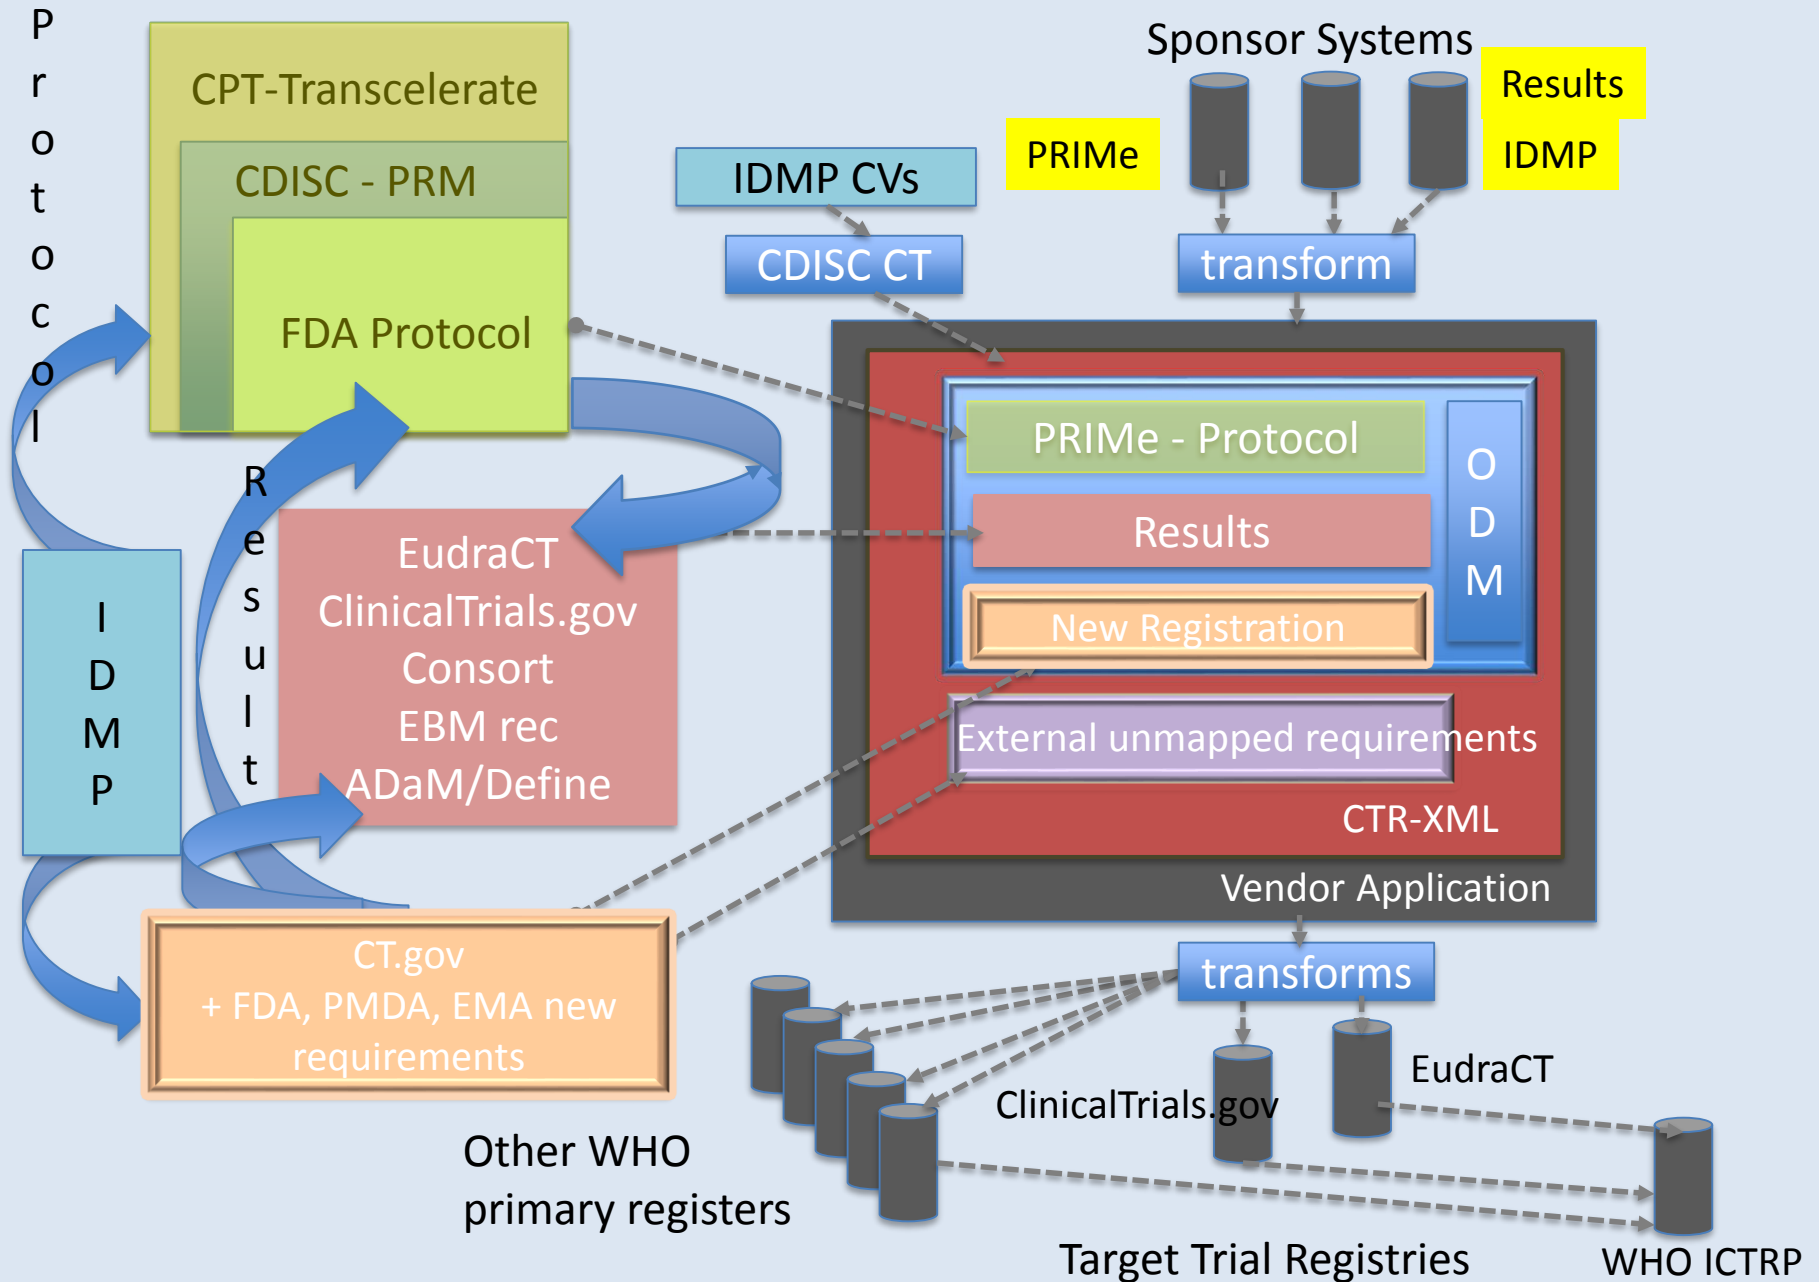 Protocol
CPT-Transcelerate
CDISC - PRM
FDA Protocol
Sponsor Systems
PRIMe
Results
IDMP
IDMP CVs
CDISC CT
transform
PRIMe - Protocol
Results
New Registration
ODM
External unmapped requirements
CTR-XML
Vendor Application
Result
EudraCT
ClinicalTrials.gov
Consort
EBM rec
ADaM/Define
IDMP
CT.gov
+ FDA, PMDA, EMA new
requirements
transforms
EudraCT
ClinicalTrials.gov
Other WHO
primary registers
Target Trial Registries
WHO ICTRP